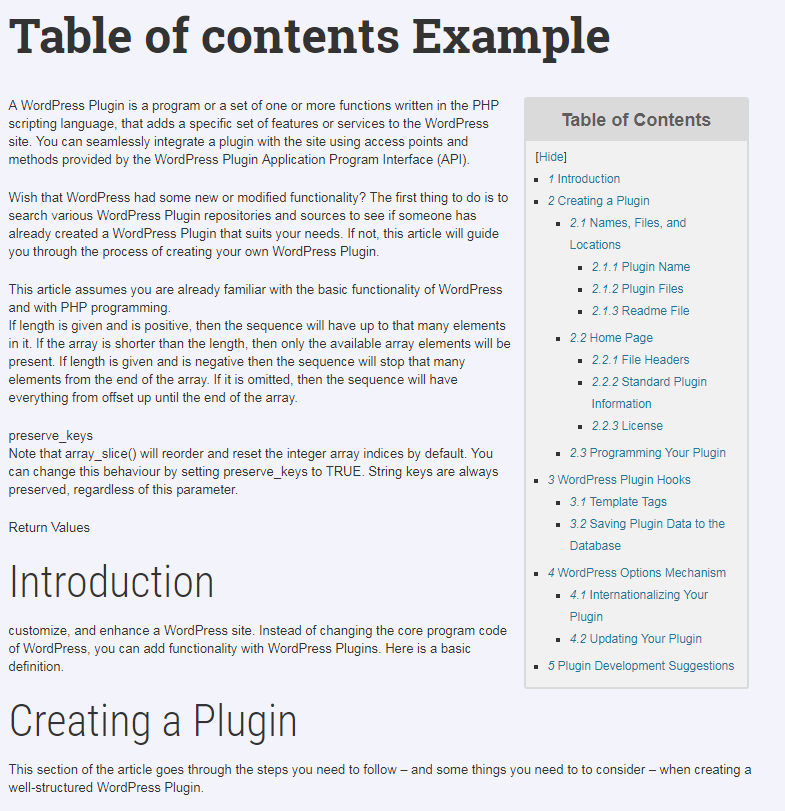 Table of contents Example
A WordPress Plugin is a program or a set of one or more functions written in the PHP
scripting language, that adds a specific set of features or services to the WordPress
site. You can seamlessly integrate a plugin with the site using access points and
methods provided by the WordPress Plugin Application Program Interface (API).
Wish that WordPress had some new or modified functionality? The first thing to do is to
search various WordPress Plugin repositories and sources to see if someone has
already created a WordPress Plugin that suits your needs. If not, this article will guide
you through the process of creating your own WordPress Plugin.
This article assumes you are already familiar with the basic functionality of WordPress
and with PHP programming.
If length is given and is positive, then the sequence will have up to that many elements
in it. If the array is shorter than the length, then only the available array elements will be
present. If length is given and is negative then the sequence will stop that many
elements from the end of the array. If it is omitted, then the sequence will have
everything from offset up until the end of the array.
preserve_keys
Note that array_slice() will reorder and reset the integer array indices by default. You
can change this behaviour by setting preserve_keys to TRUE. String keys are always
preserved, regardless of this parameter.
Return Values
Table of Contents
[Hide]
1 Introduction
2 Creating a Plugin
2.1 Names, Files, and
Locations
2.1.1 Plugin Name
2.1.2 Plugin Files
2.1.3 Readme File
2.2 Home Page
2.2.1 File Headers
2.2.2 Standard Plugin
Information
2.2.3 License
2.3 Programming Your Plugin
3 WordPress Plugin Hooks
3.1 Template Tags
3.2 Saving Plugin Data to the
Database
4 WordPress Options Mechanism
4.1 Internationalizing Your
Plugin
4.2 Updating Your Plugin
5 Plugin Development Suggestions
Introduction
customize, and enhance a WordPress site. Instead of changing the core program code
of WordPress, you can add functionality with WordPress Plugins. Here is a basic
definition.
Creating a Plugin
This section of the article goes through the steps you need to follow – and some things you need to to consider – when creating a
well-structured WordPress Plugin.